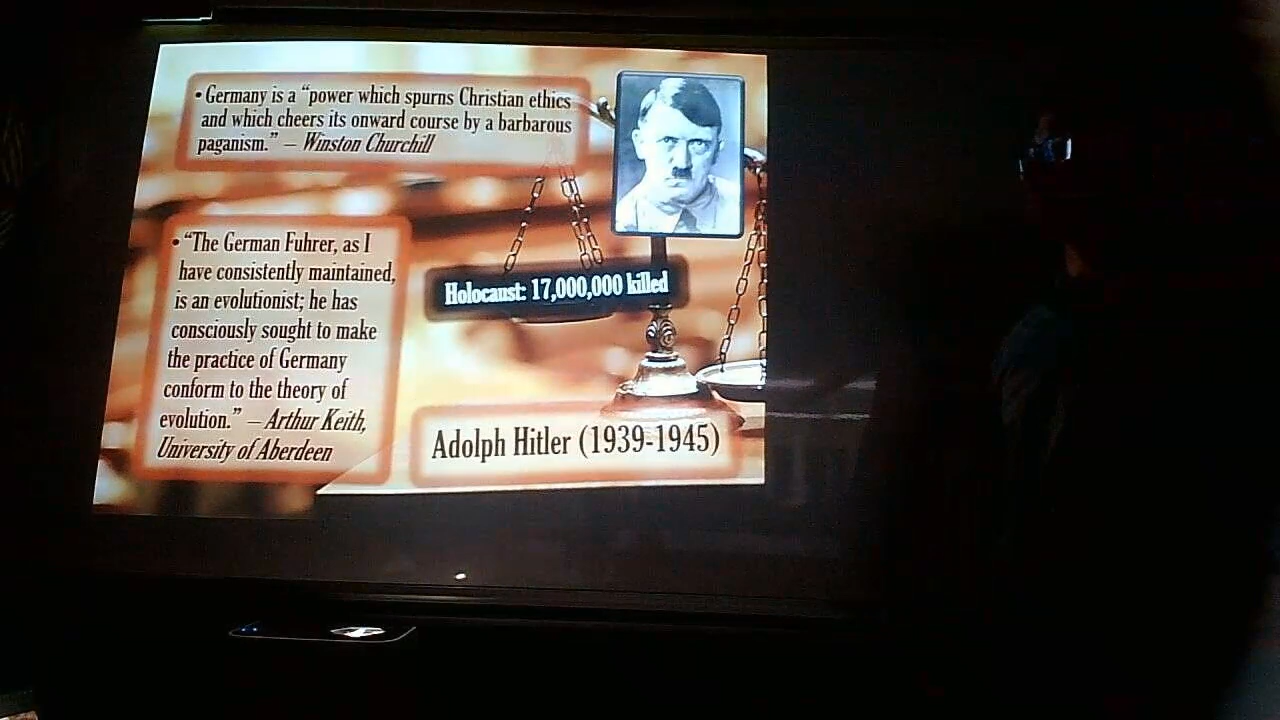 • Germany is a “power which spurns Christian ethics
and which cheers its onward course by a barbarous
paganism.” – Winston Churchill
• “The German Fuhrer, as I
have consistently maintained,
is an evolutionist; he has
consciously sought to make
the practice of Germany
conform to the theory of
evolution.” – Arthur Keith,
University of Aberdeen
Holocaust: 17,000,000 killed
Adolph Hitler (1939-1945)